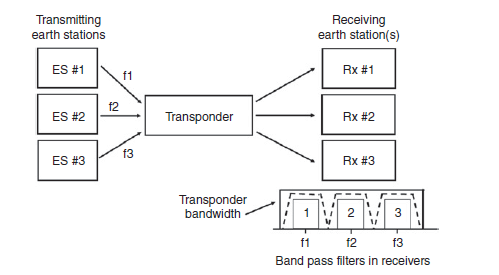 Transmitting
earth stations
Receiving
earth station(s)
ES #1
f1
Rx #1
ES #2
f2
Transponder
Rx #2
ES #3
f3
Rx #3
Transponder
bandwidth
1
2
3
f1
f2
f3
Band pass filters in receivers